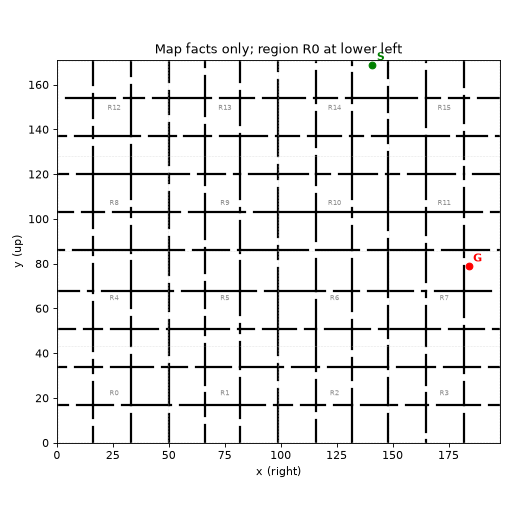 Map facts only; region R0 at lower left
S
160
R12 R13 R14 R15
140
120
R8 R9 R10 R11
100
y (up)
80
G
R4 R5 R6 R7
60
40
R0 R1 R2 R3
20
0
0 25 50 75 100 125 150 175
x (right)